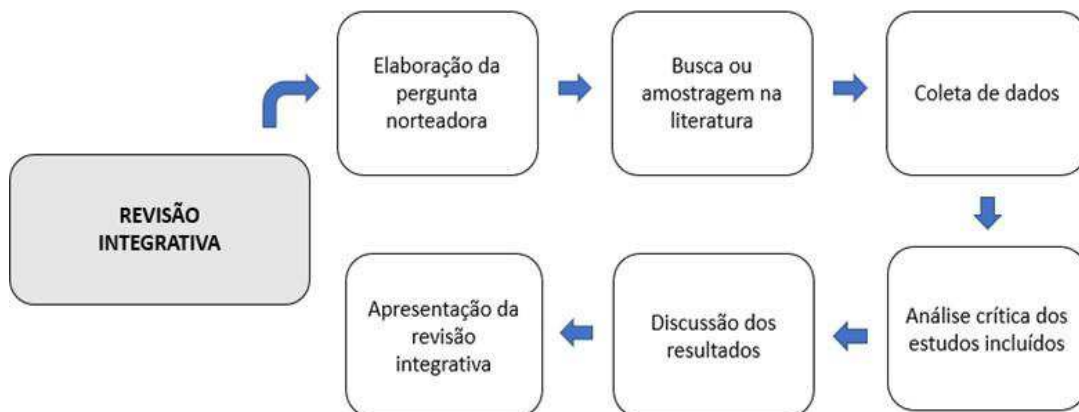 REVISÃO
INTEGRATIVA
Elaboração da
pergunta
norteadora
Busca ou
amostragem na
literatura
Coleta de dados
Análise crítica dos
estudos incluídos
Discussão dos
resultados
Apresentação da
revisão
integrativa